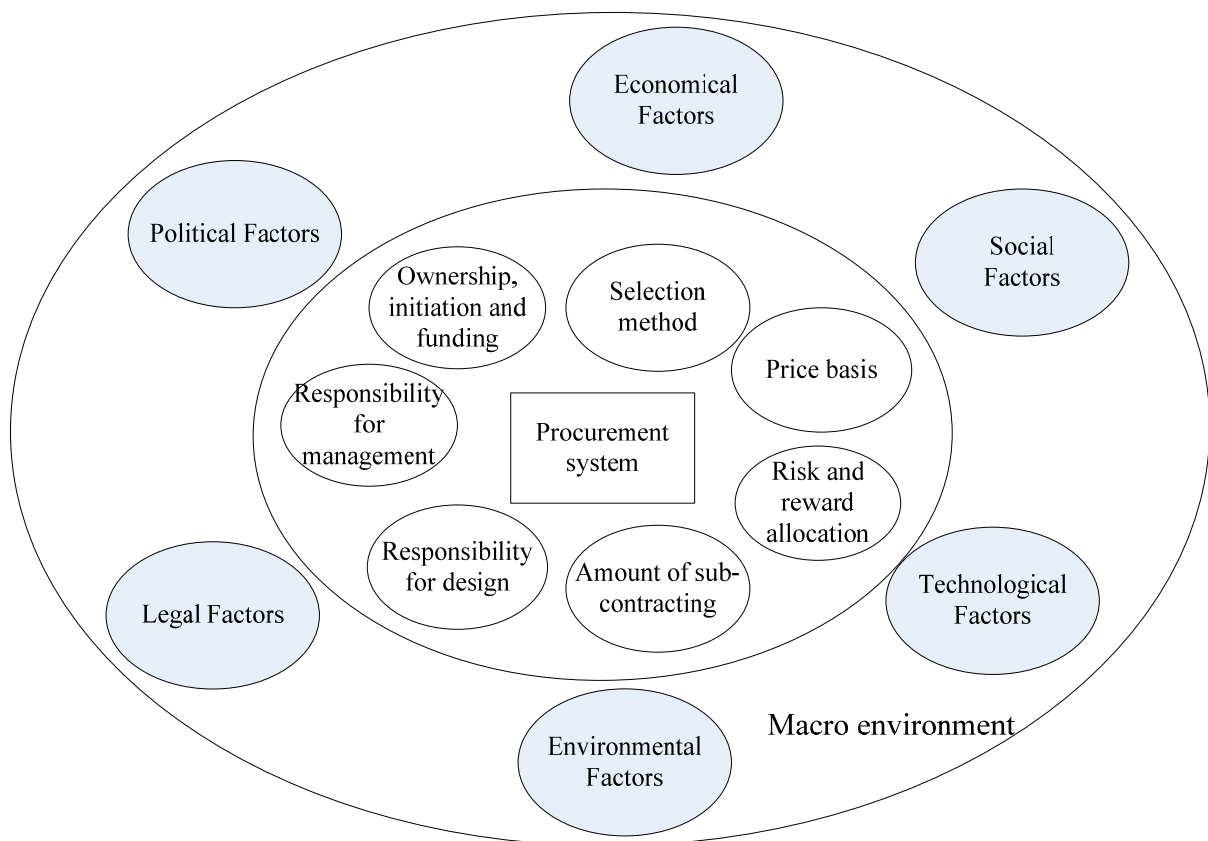 Economical
Factors
Political Factors
Social
Factors
Ownership,
initiation and
funding
Selection
method
Price basis
Responsibility
for
management
Procurement
system
Risk and
reward
allocation
Responsibility
for design
Amount of sub-
contracting
Technological
Factors
Legal Factors
Macro environment
Environmental
Factors